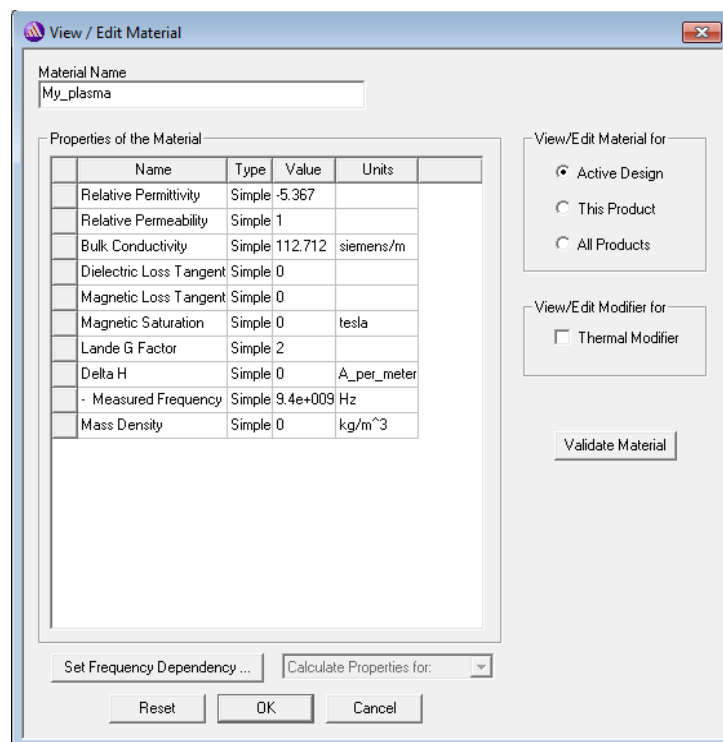 View / Edit Material
Material Name
My_plasma
Properties of the Material
Name Type Value Units
Relative Permittivity Simple -5.367
Relative Permeability Simple 1
Bulk Conductivity Simple 112.712 siemens/m
Dielectric Loss Tangent Simple 0
Magnetic Loss Tangent Simple 0
Magnetic Saturation Simple 0 tesla
Lande G Factor Simple 2
Delta H Simple 0 A_per_meter
- Measured Frequency Simple 9.4e+009 Hz
Mass Density Simple 0 kg/m^3
View/Edit Material for
Active Design
This Product
All Products
View/Edit Modifier for
Thermal Modifier
Validate Material
Set Frequency Dependency ... Calculate Properties for:
Reset OK Cancel